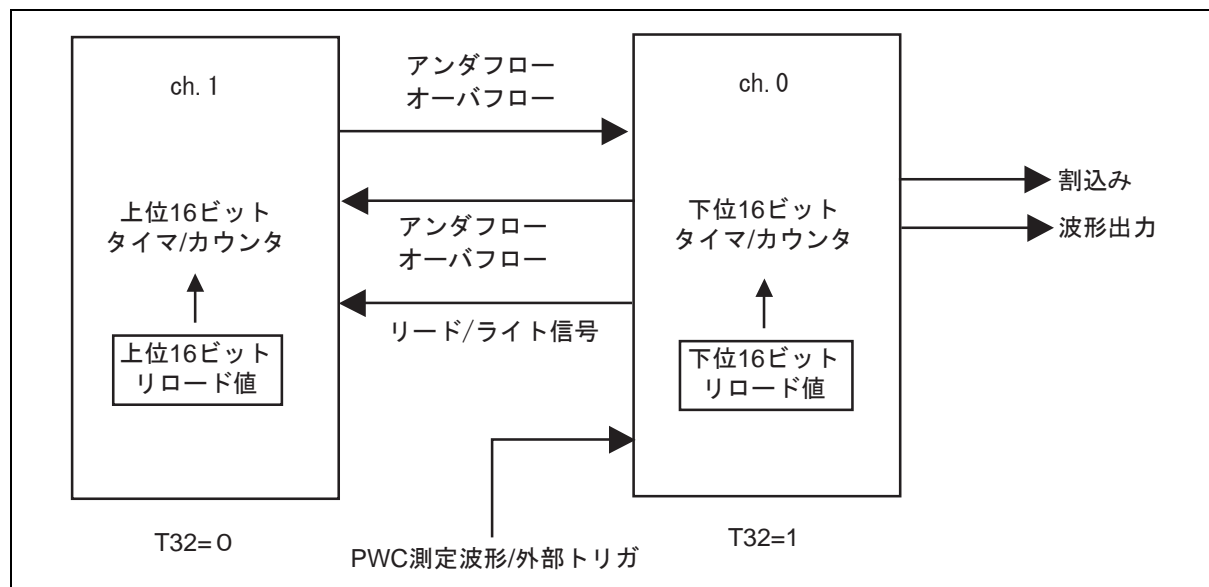 ch. 1
アンダフロー
オーバフロー
ch. 0
上位16ビット
タイマ/カウンタ
アンダフロー
オーバフロー
下位16ビット
タイマ/カウンタ
割込み
波形出力
リード/ライト信号
上位16ビット
リロード値
下位16ビット
リロード値
T32=0
PWC測定波形/外部トリガ
T32=1